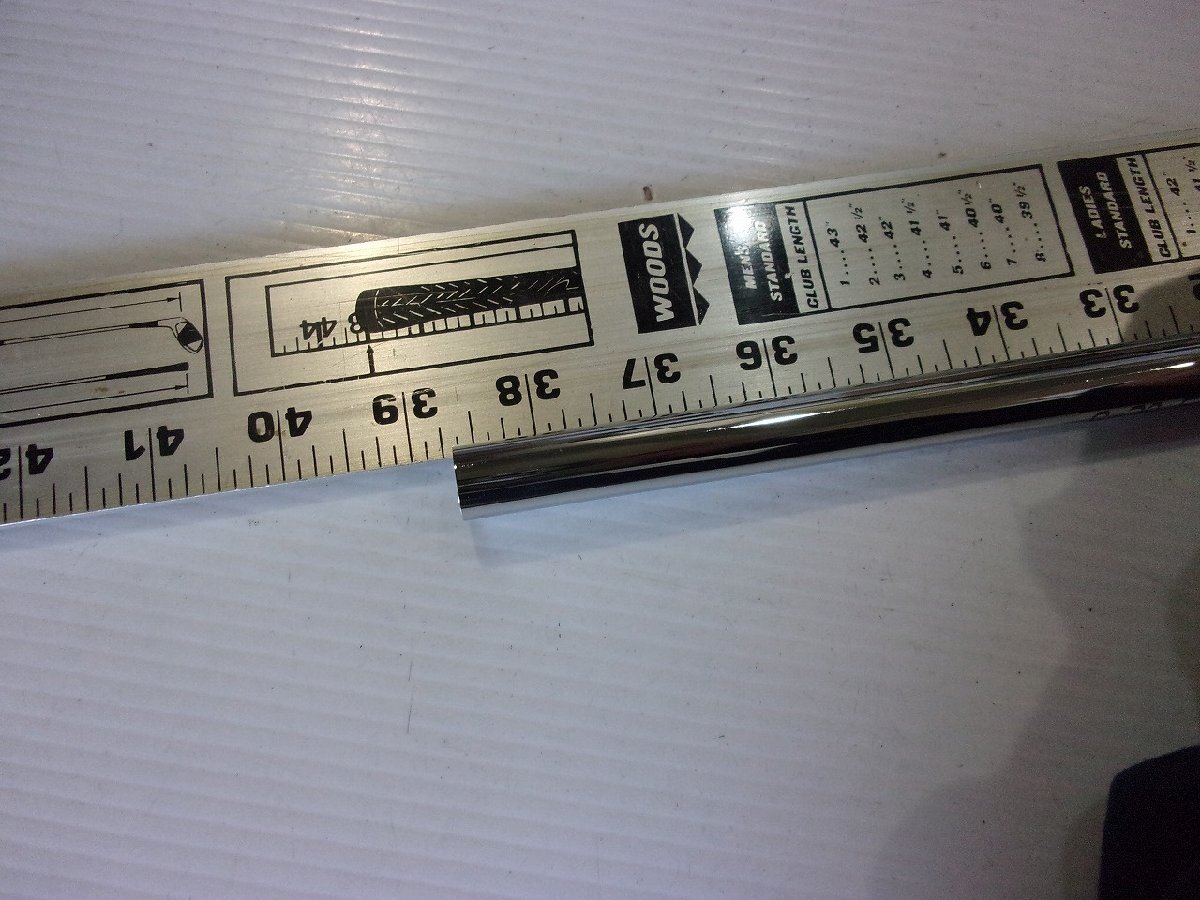 44
WOODS
MENS
STANDARD
CLUB LENGTH
1....43"
2....42 1/2"
3....42"
4....41 1/2"
5....41"
6....40 1/2"
7....40"
8....39 1/2"
LADIES
STANDARD
CLUB LENGTH
42"
42 41 40 39 38 37 36 35 34 33